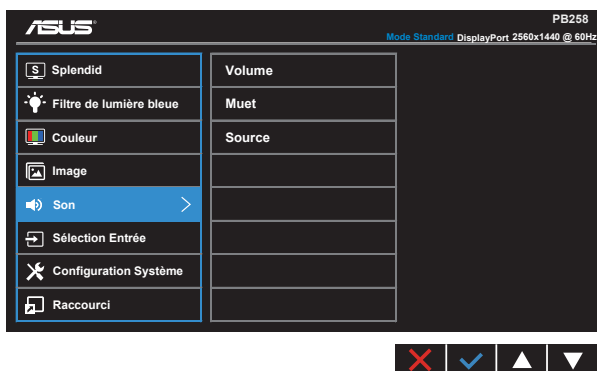 ASUS
PB258
Mode Standard DisplayPort 2560x1440 @ 60Hz
S Splendid
Filtre de lumière bleue
Couleur
Image
Son
Sélection Entrée
Configuration Système
Raccourci
Volume
Muet
Source